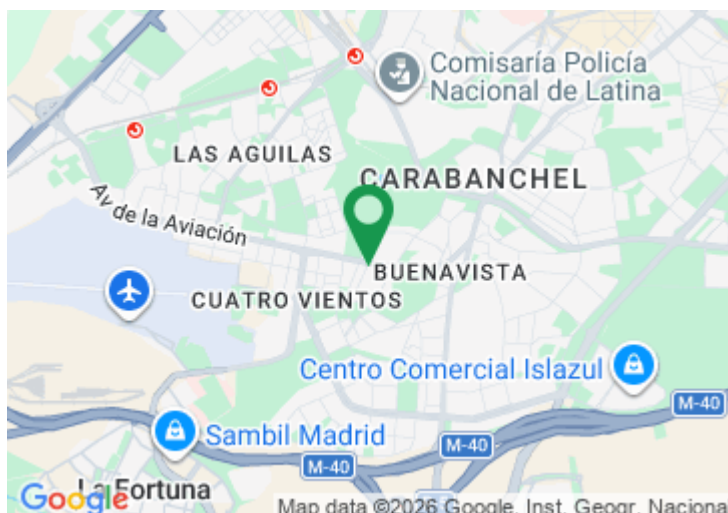 Comisaría Policía
Nacional de Latina
LAS AGUILAS
CARABANCHEL
Av de la Aviación
BUENAVISTA
CUATRO VIENTOS
Centro Comercial Islazul
M-40
Sambil Madrid
M-40
M-40
La Fortuna
Google
Map data ©2026 Google, Inst. Geogr. Naciona